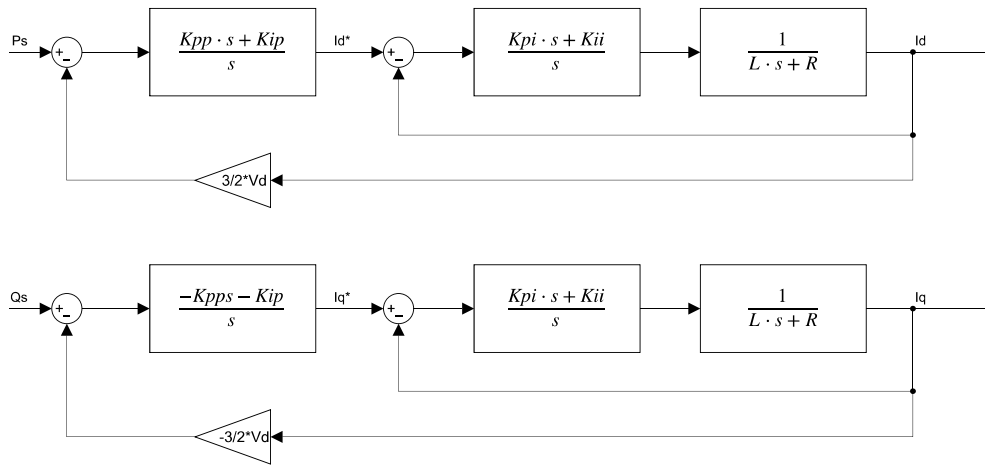 Ps
+
−
Kpp · s + Kip
s
Id*
+
−
Kpi · s + Kii
s
1
L · s + R
Id
3/2*Vd
Qs
+
−
−Kpps − Kip
s
Iq*
+
−
Kpi · s + Kii
s
1
L · s + R
Iq
-3/2*Vd